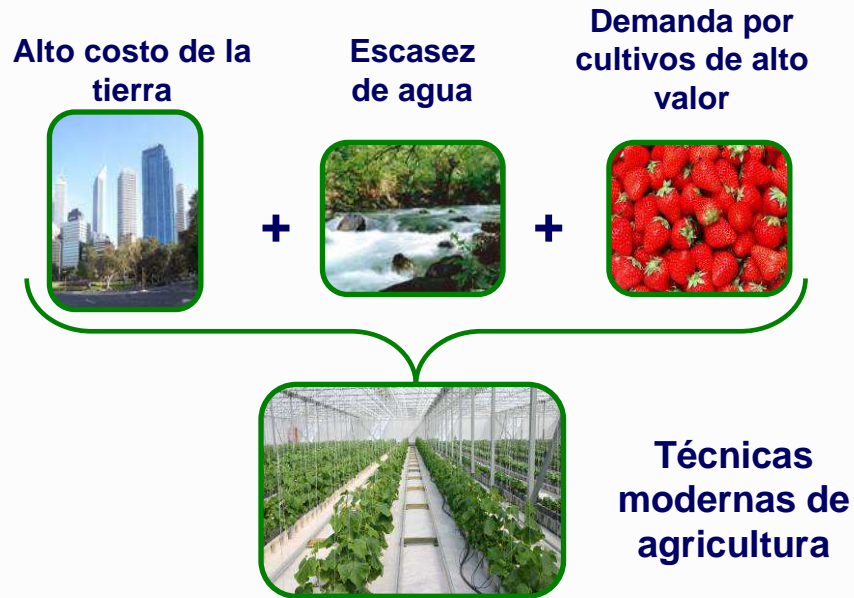 Alto costo de la
tierra
Escasez
de agua
Demanda por
cultivos de alto
valor
+
+
Técnicas
modernas de
agricultura